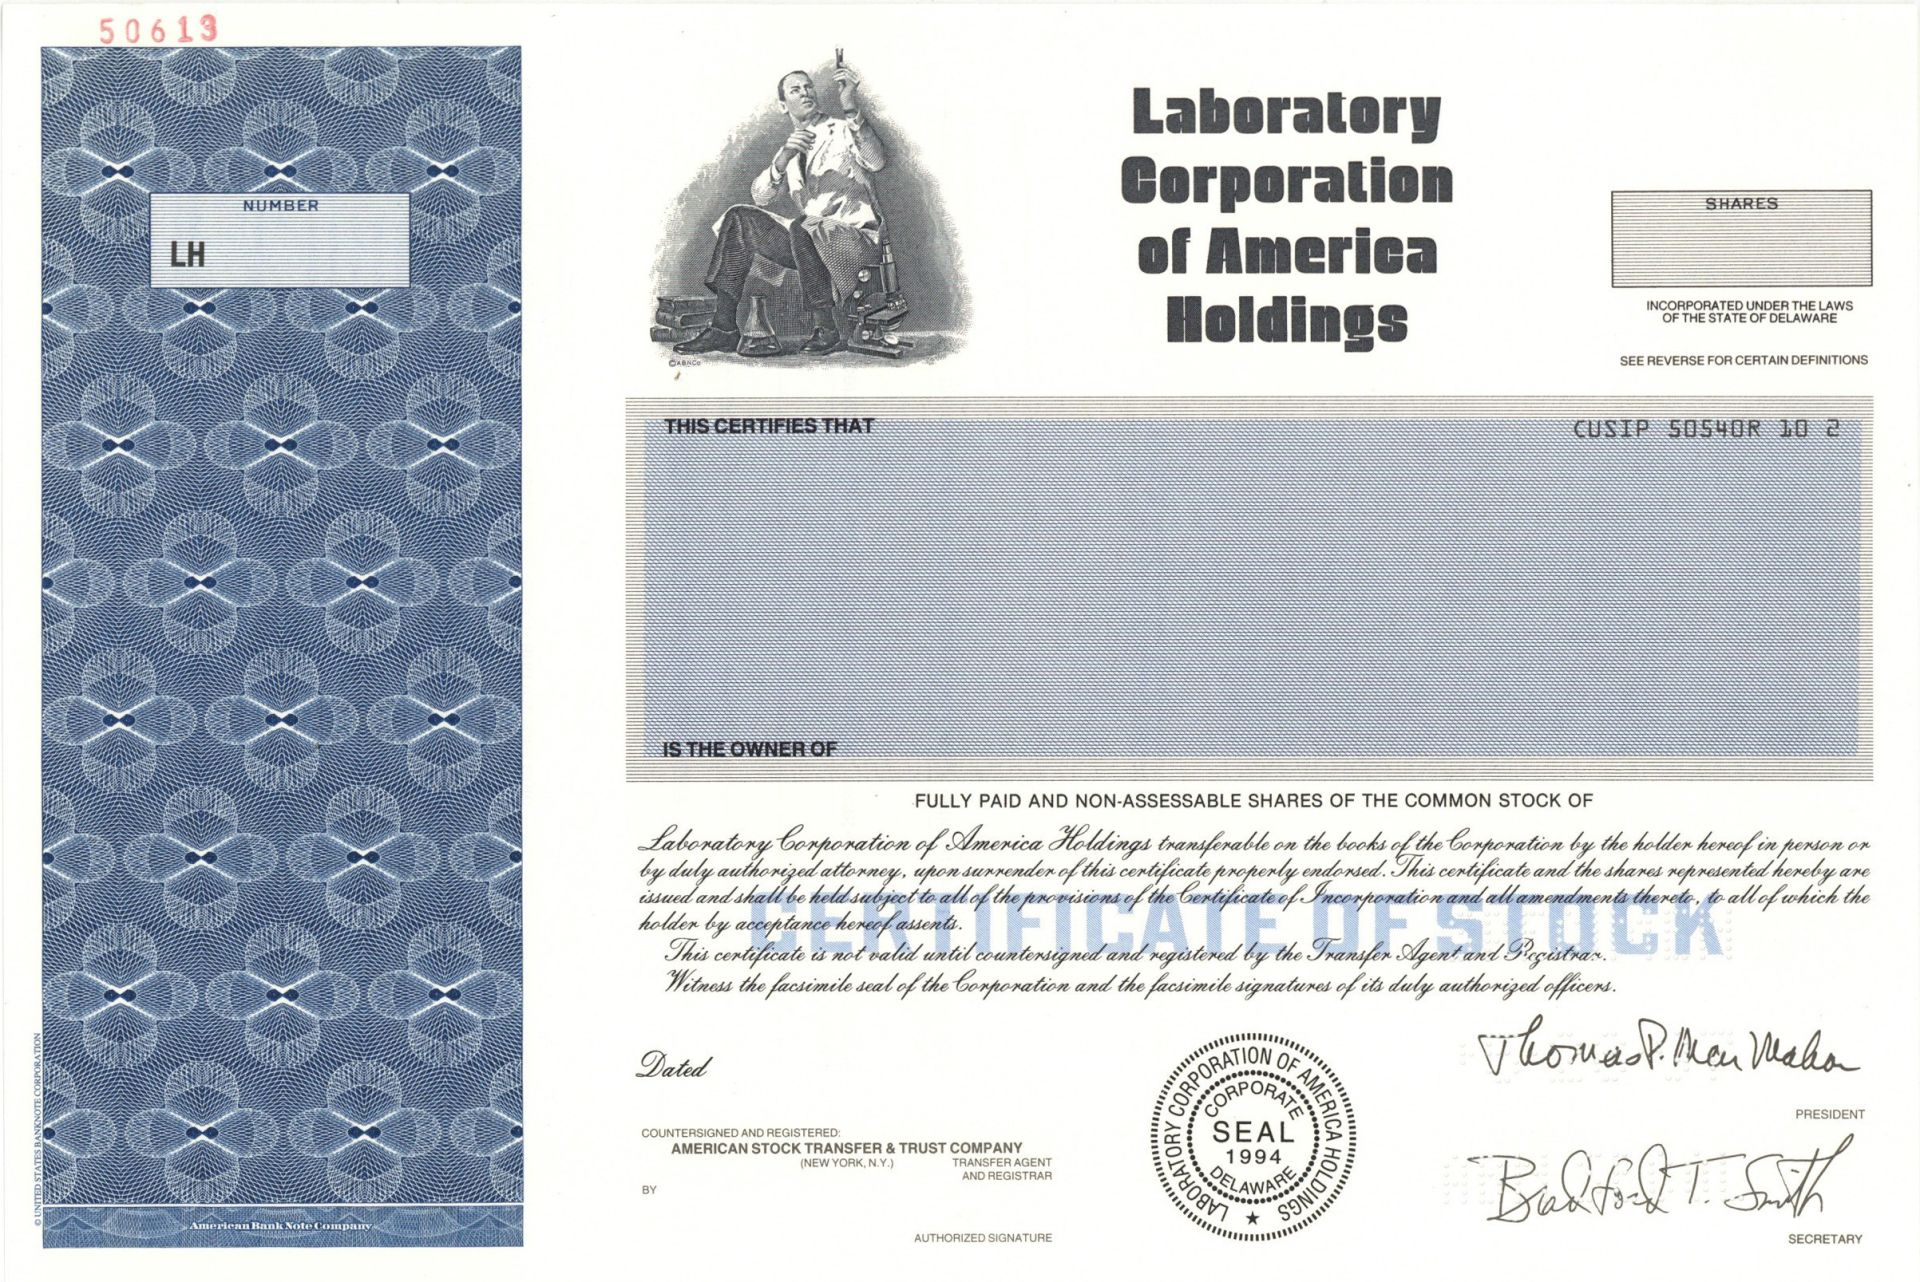 50613
NUMBER
LH
©ABNCo
Laboratory
Corporation
of America
Holdings
SHARES
INCORPORATED UNDER THE LAWS
OF THE STATE OF DELAWARE
SEE REVERSE FOR CERTAIN DEFINITIONS
THIS CERTIFIES THAT
CUSIP 50540R 10 2
IS THE OWNER OF
FULLY PAID AND NON-ASSESSABLE SHARES OF THE COMMON STOCK OF
Laboratory Corporation of America Holdings transferable on the books of the Corporation by the holder hereof in person or
by duly authorized attorney, upon surrender of this certificate properly endorsed. This certificate and the shares represented hereby are
issued and shall be held subject to all of the provisions of the Certificate of Incorporation and all amendments thereto, to all of which the
holder by acceptance hereof assents.
CERTIFICATE OF STOCK
This certificate is not valid until countersigned and registered by the Transfer Agent and Registrar.
Witness the facsimile seal of the Corporation and the facsimile signatures of its duly authorized officers.
Dated
COUNTERSIGNED AND REGISTERED:
AMERICAN STOCK TRANSFER & TRUST COMPANY
(NEW YORK, N.Y.)
TRANSFER AGENT
AND REGISTRAR
BY
AUTHORIZED SIGNATURE
LABORATORY CORPORATION OF AMERICA HOLDINGS
CORPORATE
SEAL
1994
DELAWARE
Thomas P. Mac Mahon
PRESIDENT
Bradford T. Smith
SECRETARY
© UNITED STATES BANKNOTE CORPORATION
American Bank Note Company